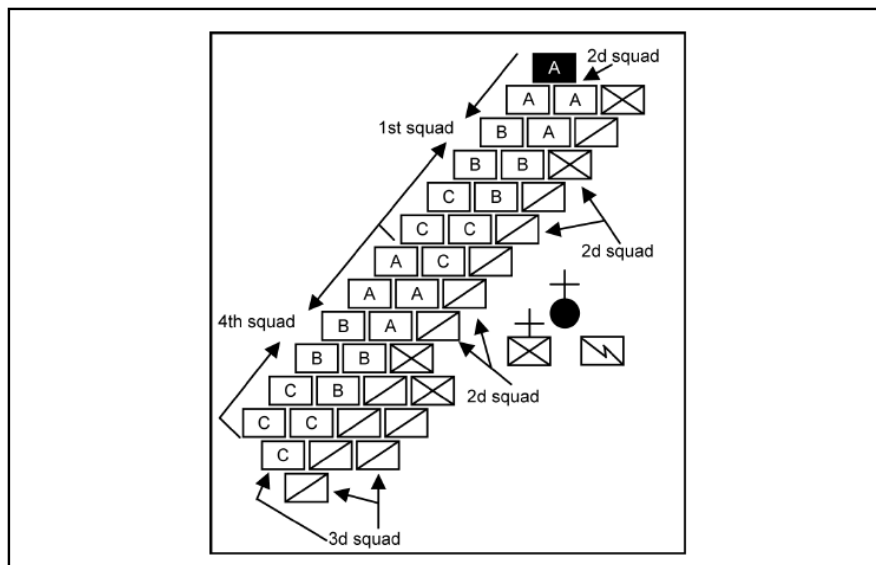 A 2d squad
A A
1st squad B A
B B
C B
C C
2d squad
A C
A A
4th squad B A
B B
C B 2d squad
C C
C
3d squad